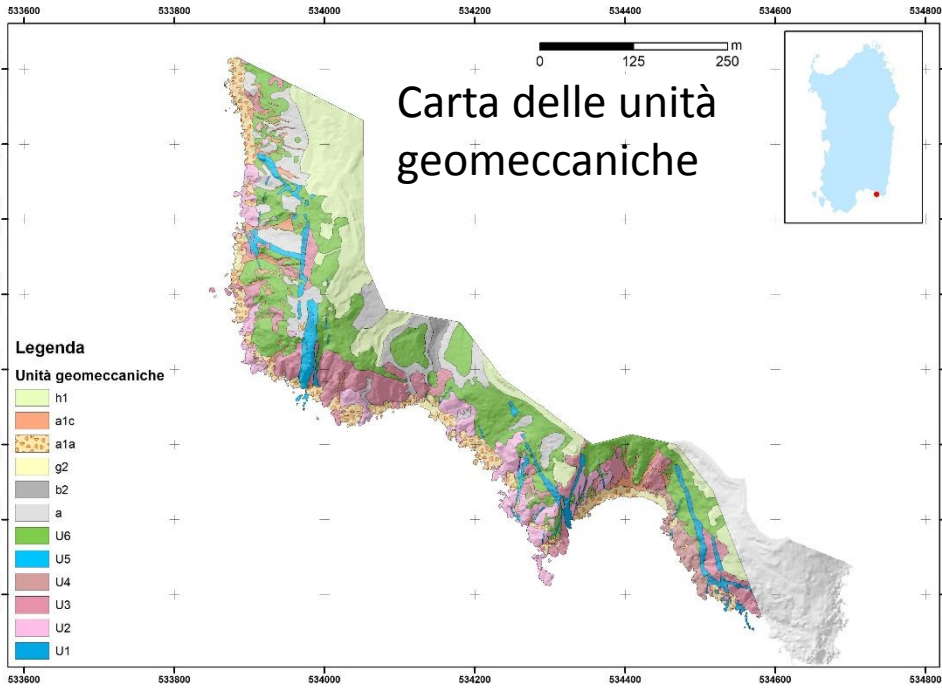 533600 533800 534000 534200 534400 534600 534800
m
0 125 250
Carta delle unità
geomeccaniche
Legenda
Unità geomeccaniche
h1
a1c
a1a
g2
b2
a
U6
U5
U4
U3
U2
U1
533600 533800 534000 534200 534400 534600 534800